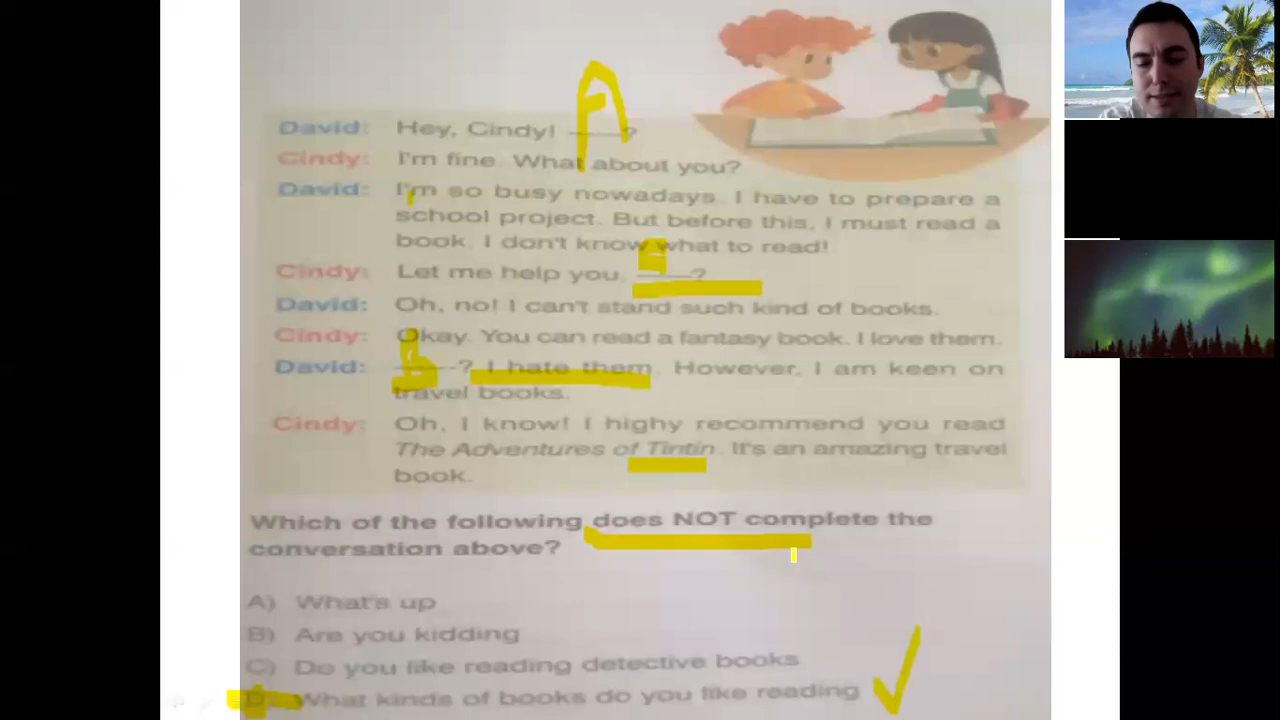 David: Hey, Cindy! ——?
Cindy: I'm fine. What about you?
David: I'm so busy nowadays. I have to prepare a
school project. But before this, I must read a
book. I don't know what to read!
Cindy: Let me help you. ——?
David: Oh, no! I can't stand such kind of books.
Cindy: Okay. You can read a fantasy book. I love them.
David: ——? I hate them. However, I am keen on
travel books.
Cindy: Oh, I know! I highy recommend you read
The Adventures of Tintin. It's an amazing travel
book.
Which of the following does NOT complete the
conversation above?
A) What's up
B) Are you kidding
C) Do you like reading detective books
D) What kinds of books do you like reading